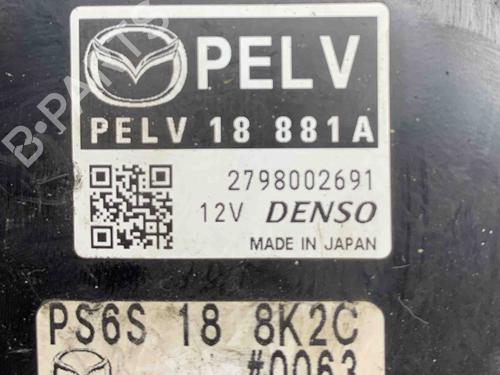 PELV
PELV 18 881A
2798002691
12V DENSO
MADE IN JAPAN
PS6S 18 8K2C
#0063
B-PARTS